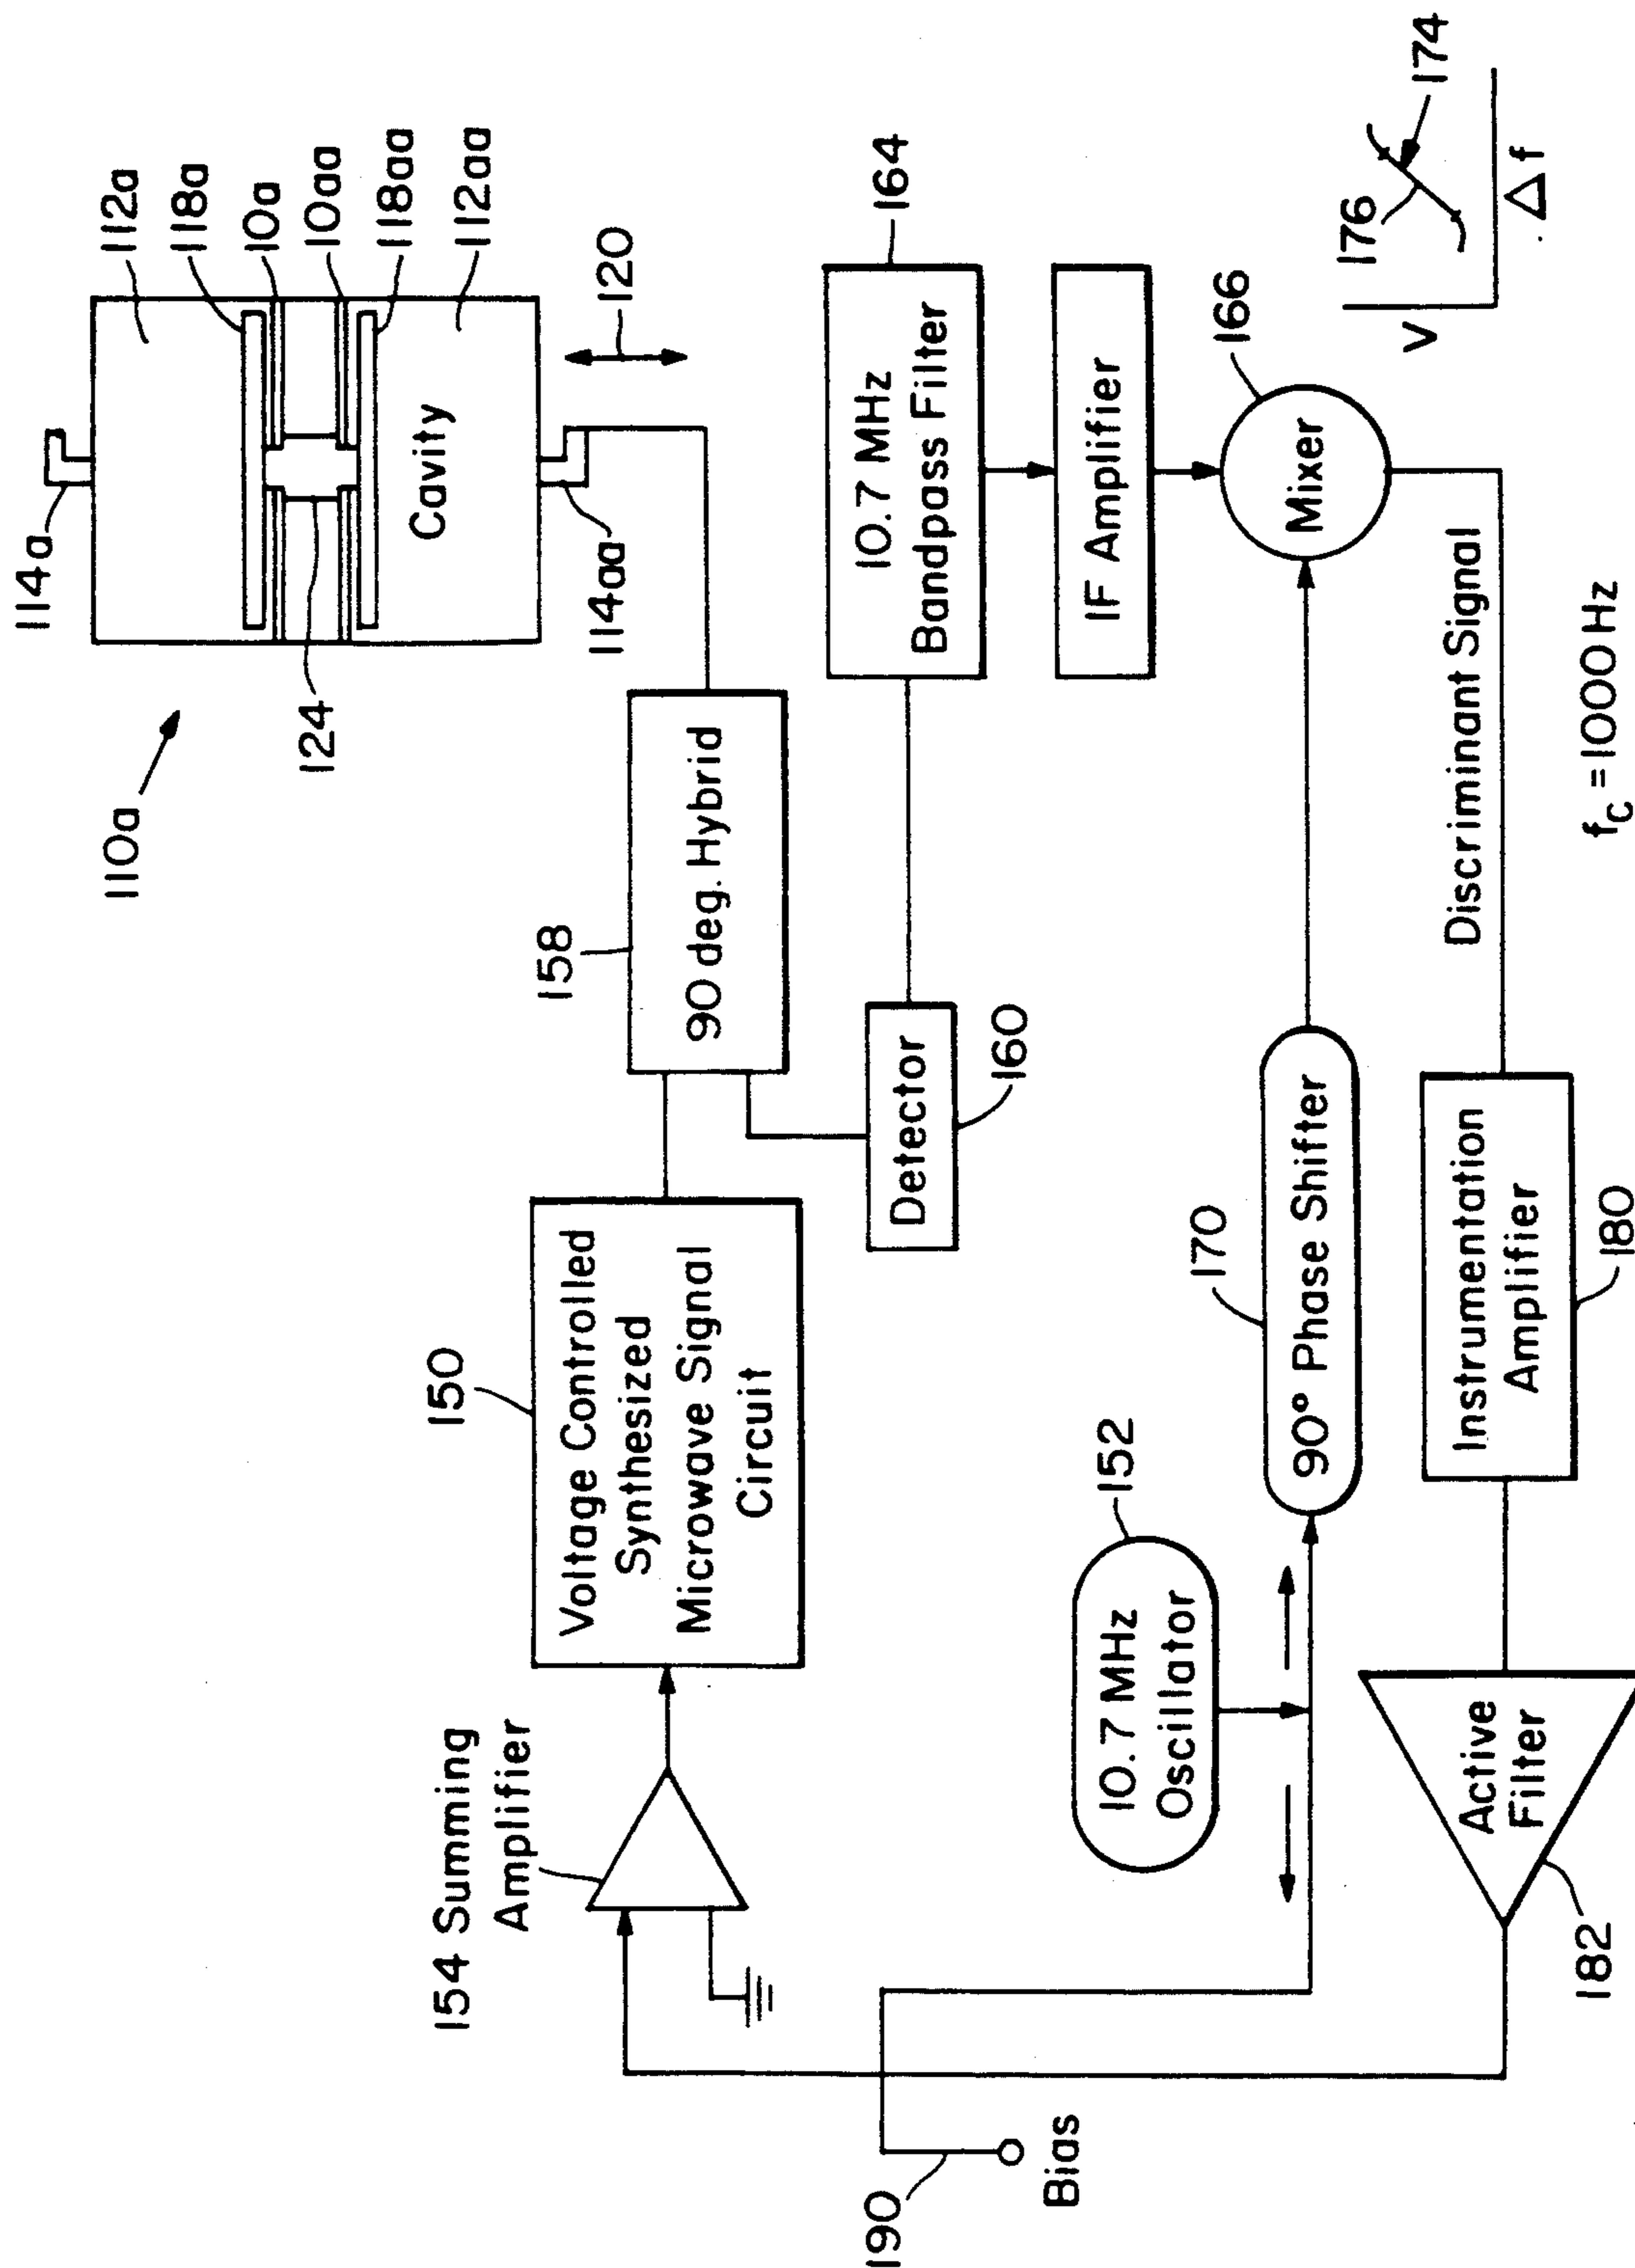 110a
114a
112a
118a
10a
10aa
118aa
112aa
124
Cavity
114aa
120
154 Summing
Amplifier
150
Voltage Controlled
Synthesized
Microwave Signal
Circuit
158
90 deg. Hybrid
Detector
160
164
10.7 MHz
Bandpass Filter
IF Amplifier
166
Mixer
10.7 MHz
Oscillator
152
170
90° Phase Shifter
190
Bias
Active
Filter
182
Instrumentation
Amplifier
180
Discriminant Signal
fc = 1000 Hz
V
176
174
Δf